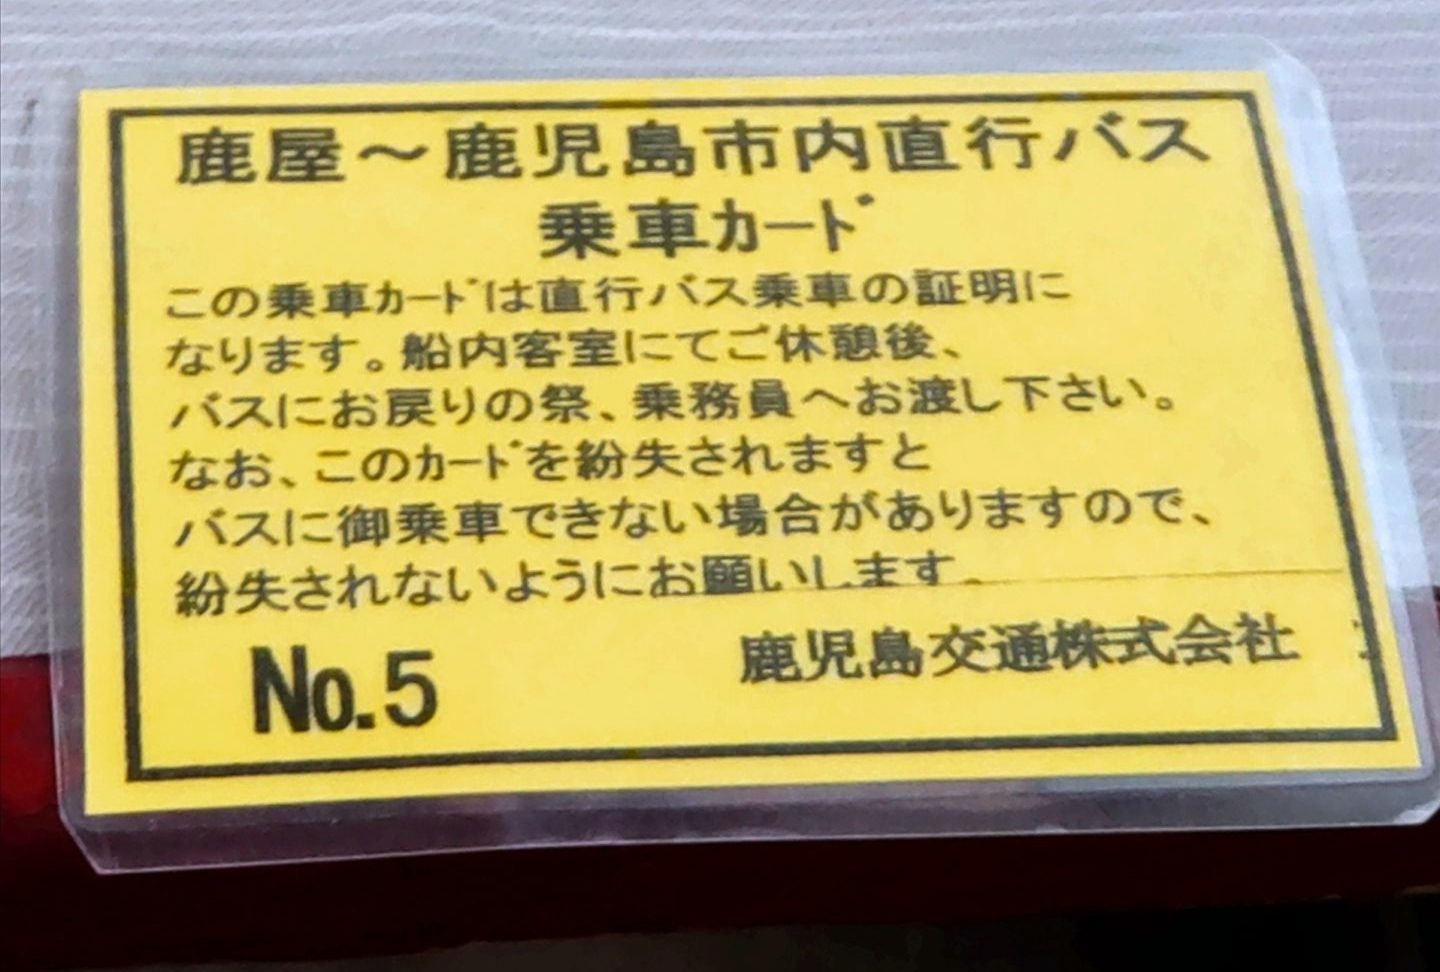 鹿屋～鹿児島市内直行バス
乗車ｶｰﾄﾞ
この乗車ｶｰﾄﾞは直行バス乗車の証明に
なります。船内客室にてご休憩後、
バスにお戻りの祭、乗務員へお渡し下さい。
なお、このｶｰﾄﾞを紛失されますと
バスに御乗車できない場合がありますので、
紛失されないようにお願いします。
No.5 鹿児島交通株式会社